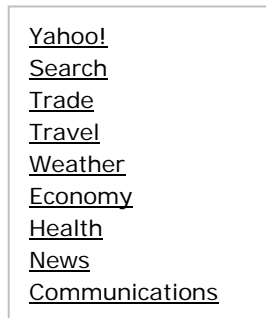 Yahoo!
Search
Trade
Travel
Weather
Economy
Health
News
Communications